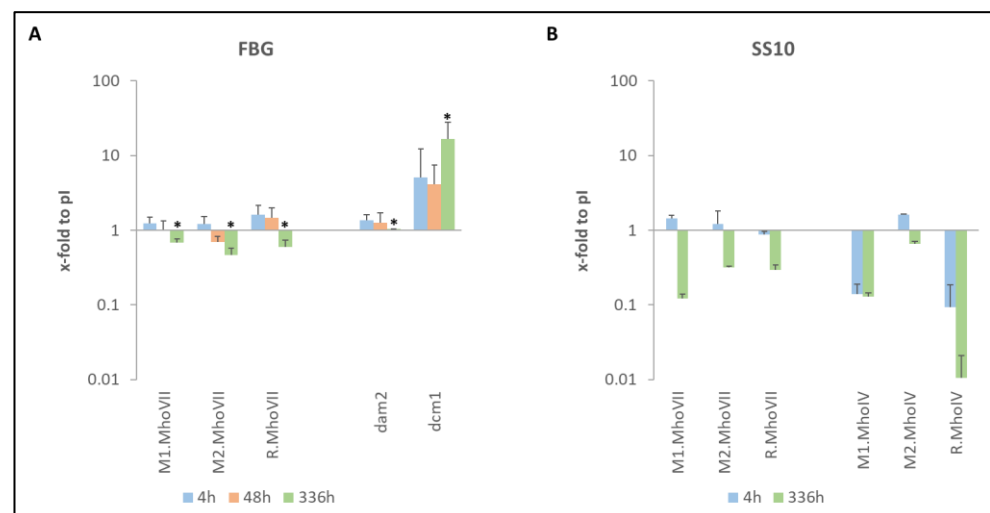 A
FBG
x-fold to pI
100
10
1
0.1
0.01
*
*
*
*
*
M1.MhoVII
M2.MhoVII
R.MhoVII
dam2
dcm1
4h 48h 336h
B
SS10
x-fold to pI
100
10
1
0.1
0.01
M1.MhoVII
M2.MhoVII
R.MhoVII
M1.MhoIV
M2.MhoIV
R.MhoIV
4h 336h